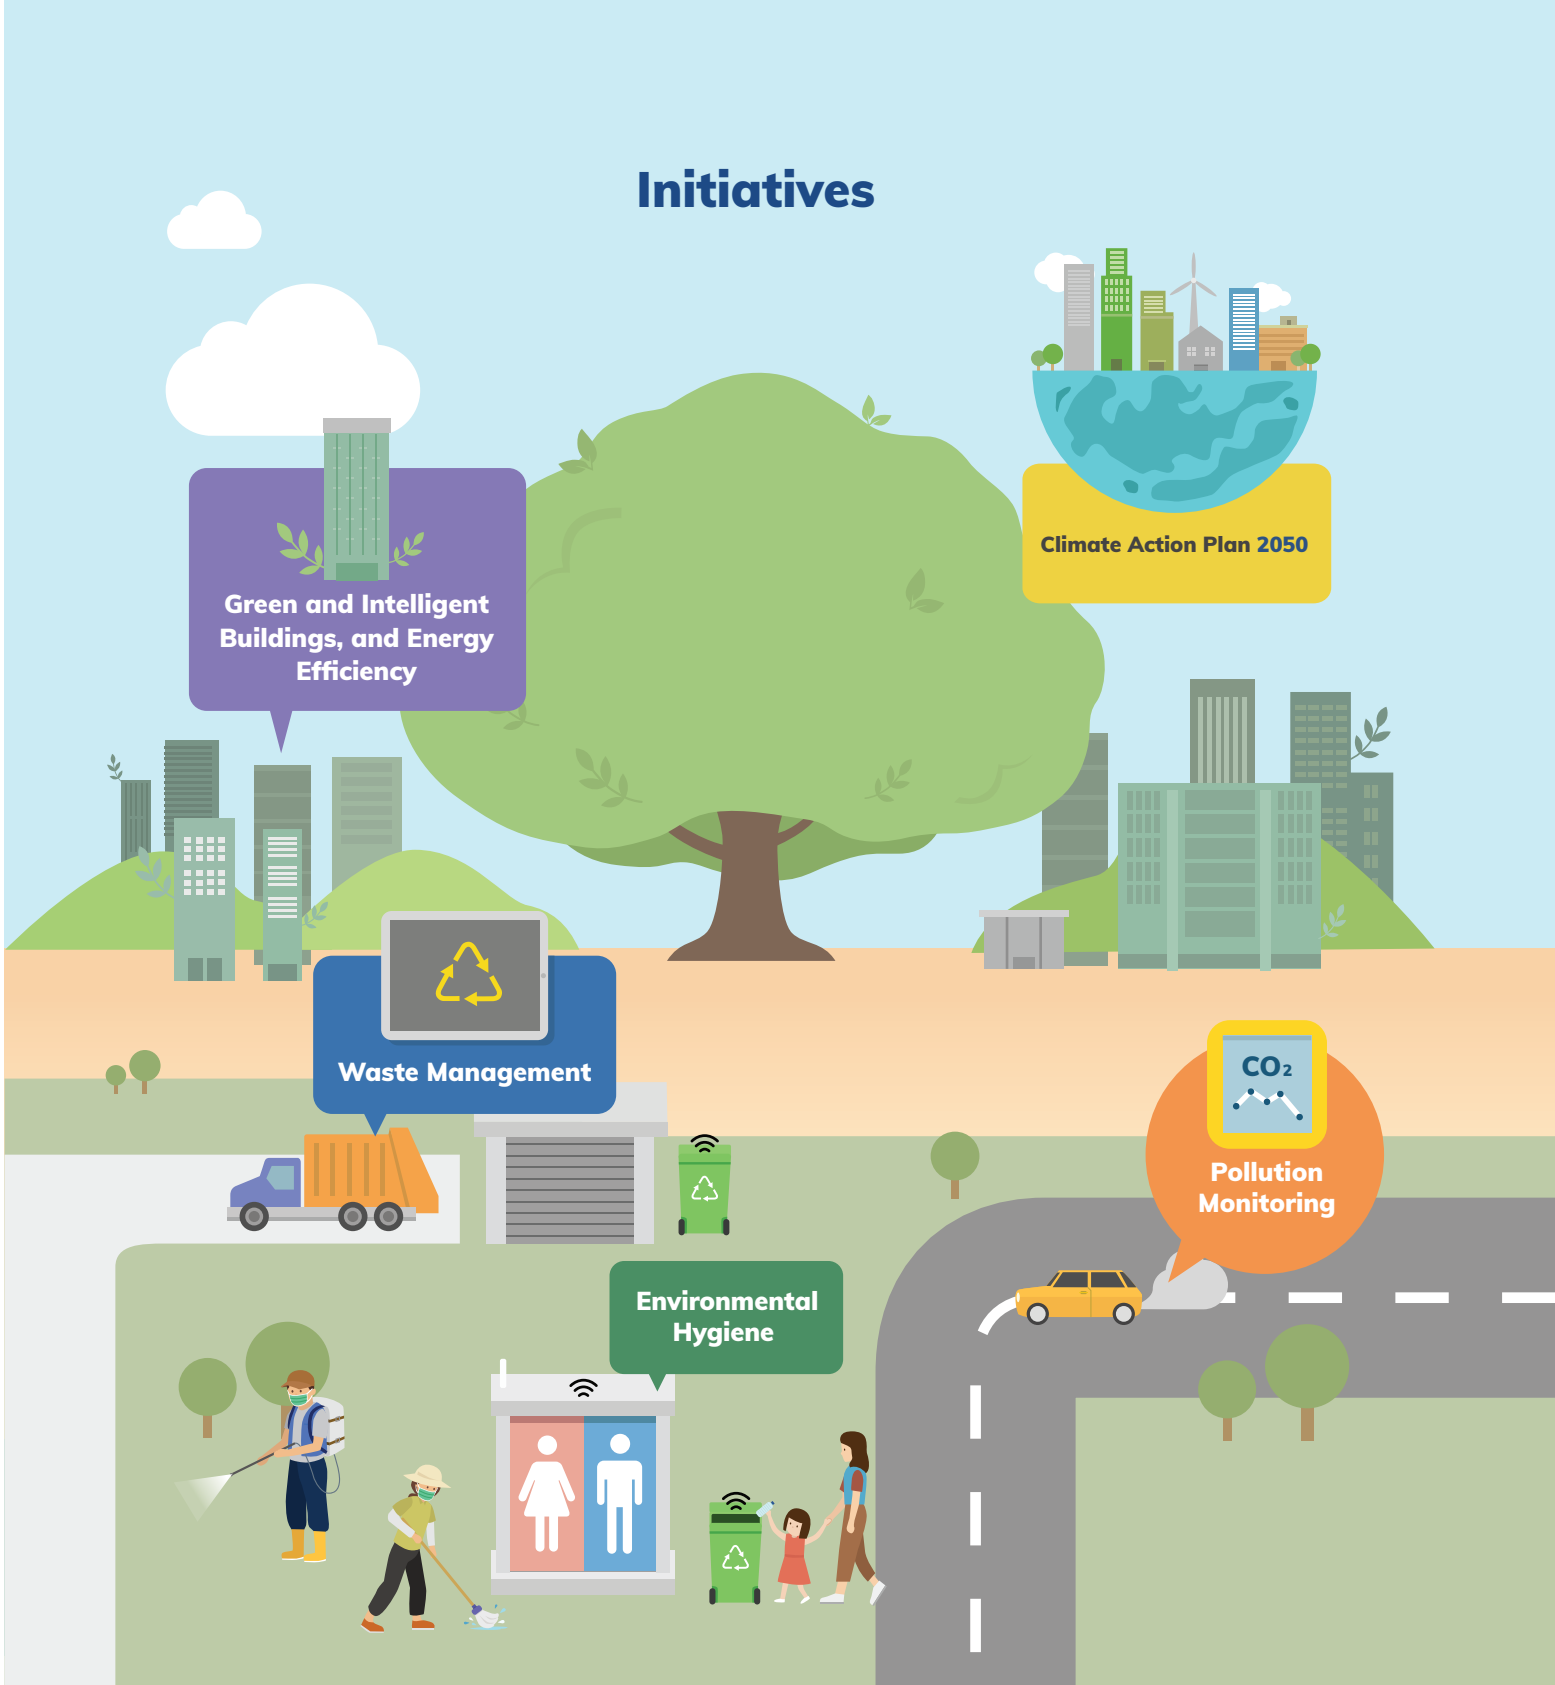 Initiatives
Climate Action Plan 2050
Green and Intelligent
Buildings, and Energy
Efficiency
Waste Management
CO₂
Pollution
Monitoring
Environmental
Hygiene